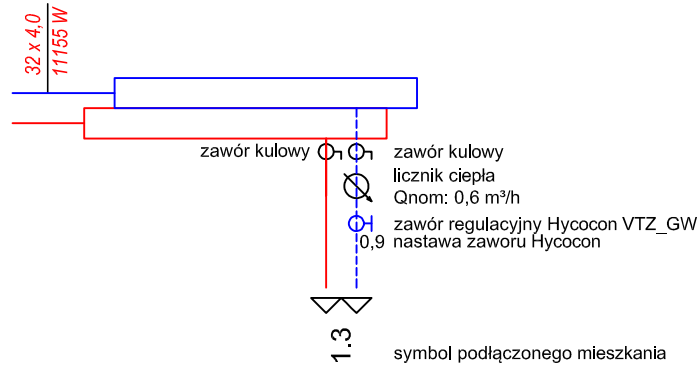 32 x 4,0
11155 W
zawór kulowy
zawór kulowy
licznik ciepła
Qnom: 0,6 m³/h
zawór regulacyjny Hycocon VTZ_GW
0,9 nastawa zaworu Hycocon
1.3
symbol podłączonego mieszkania